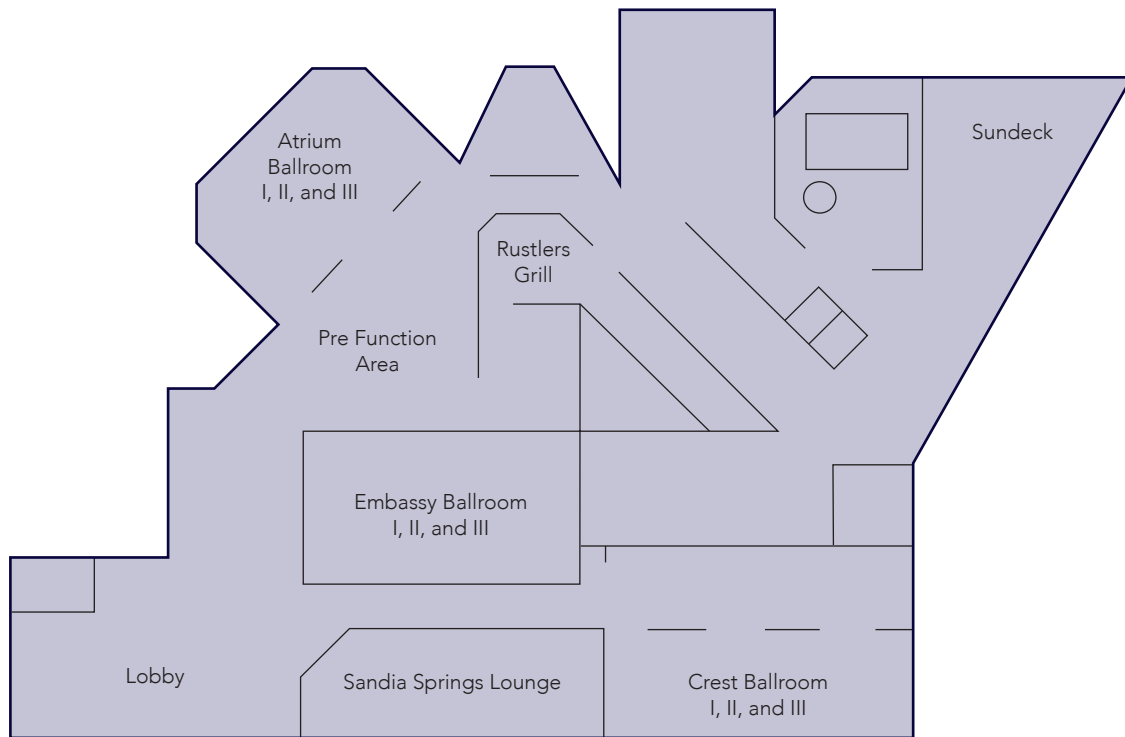 Atrium
Ballroom
I, II, and III
Sundeck
Rustlers
Grill
Pre Function
Area
Embassy Ballroom
I, II, and III
Lobby
Sandia Springs Lounge
Crest Ballroom
I, II, and III